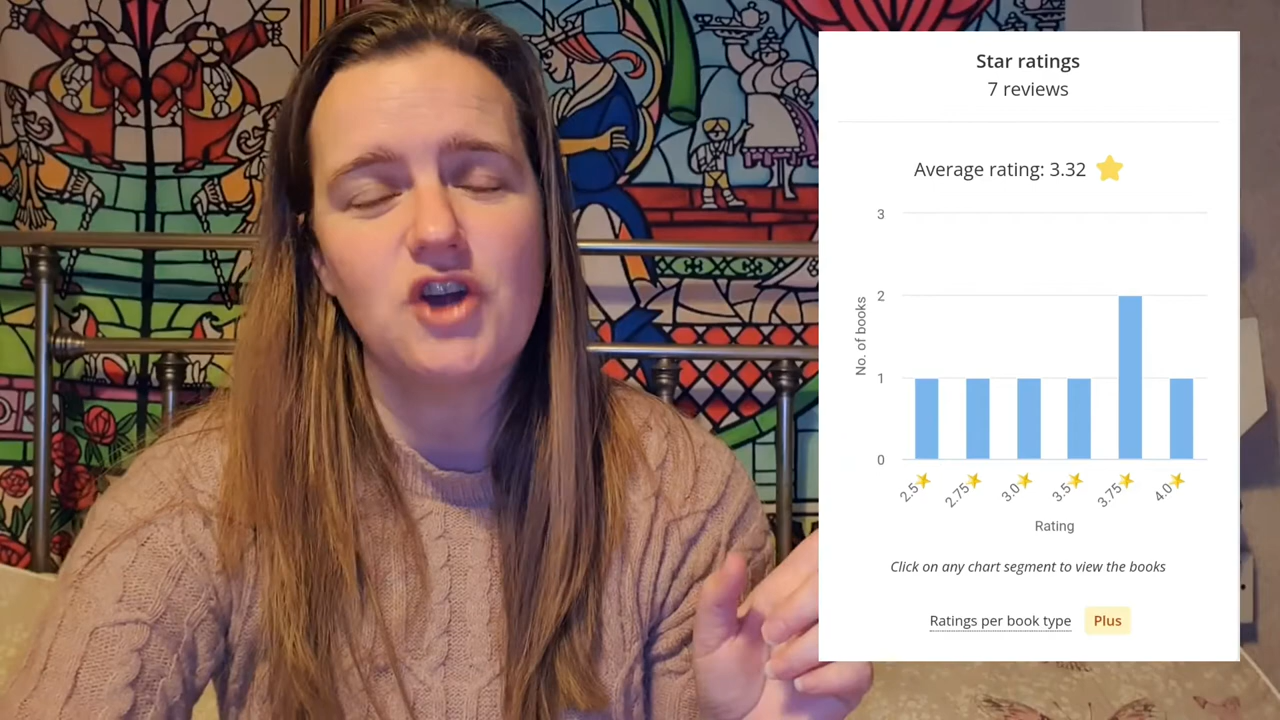 Star ratings
7 reviews
Average rating: 3.32
3
2
1
0
No. of books
2.5
2.75
3.0
3.5
3.75
4.0
Rating
Click on any chart segment to view the books
Ratings per book type Plus